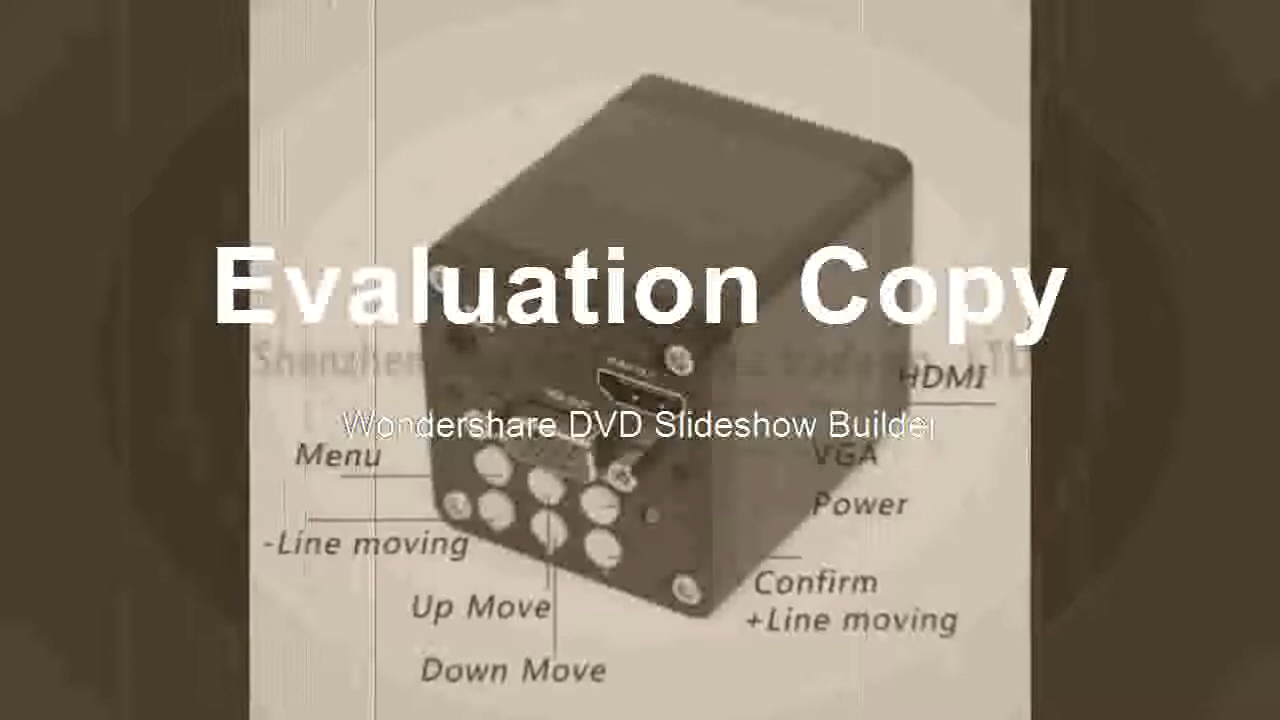 Evaluation Copy
Shenzhen
HDMI
Wondershare DVD Slideshow Builder
Menu
VGA
Power
-Line moving
Confirm
Up Move
+Line moving
Down Move